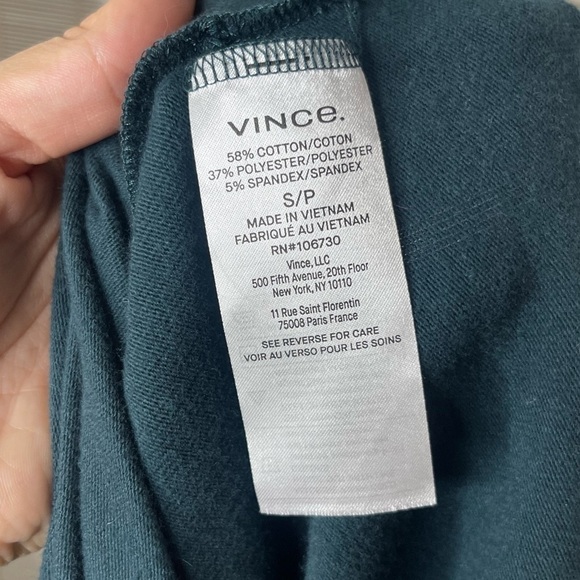 VINCE.
58% COTTON/COTON
37% POLYESTER/POLYESTER
5% SPANDEX/SPANDEX
S/P
MADE IN VIETNAM
FABRIQUÉ AU VIETNAM
RN#106730
Vince, LLC
500 Fifth Avenue, 20th Floor
New York, NY 10110
11 Rue Saint Florentin
75008 Paris France
SEE REVERSE FOR CARE
VOIR AU VERSO POUR LES SOINS